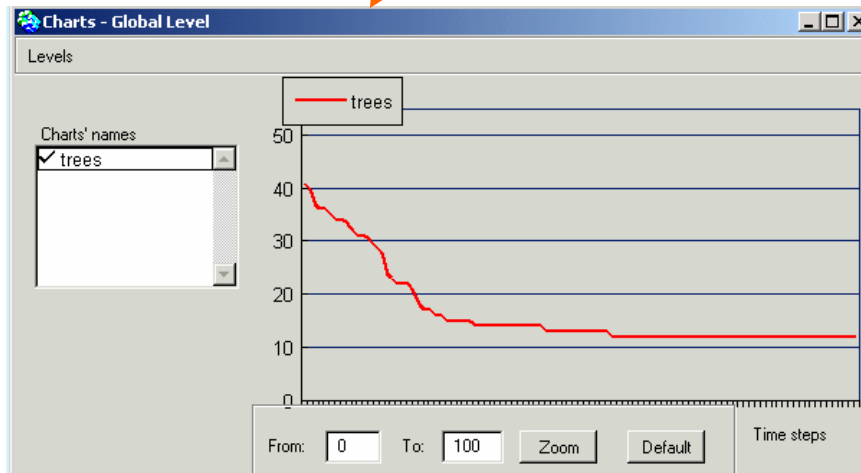 Charts - Global Level
Levels
trees
Charts' names
trees
50
40
30
20
10
0
From: 0 To: 100 Zoom Default
Time steps